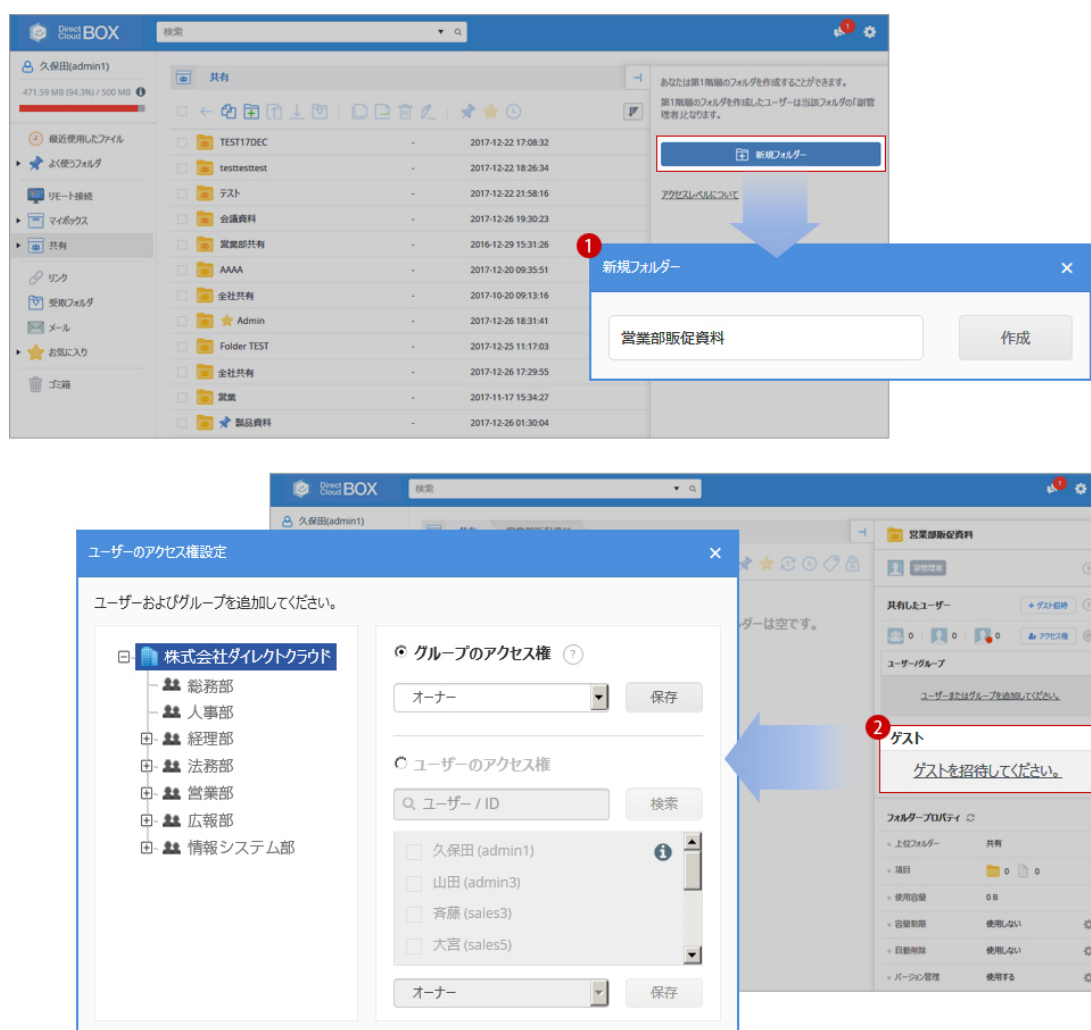 Direct Cloud BOX
検索
1
久保田(admin1)
471.59 MB (94.3%) / 500 MB
最近使用したファイル
よく使うフォルダ
リモート接続
マイボックス
共有
リンク
受取フォルダ
メール
お気に入り
ゴミ箱
共有
TEST17DEC - 2017-12-22 17:08:32
testtesttest - 2017-12-22 18:26:34
テスト - 2017-12-22 21:58:16
会議資料 - 2017-12-26 19:30:23
営業部共有 - 2016-12-29 15:31:26
AAAA - 2017-12-20 09:35:51
全社共有 - 2017-10-20 09:13:16
Admin - 2017-12-26 18:31:41
Folder TEST - 2017-12-25 11:17:03
全社共有 - 2017-12-26 17:29:55
営業 - 2017-11-17 15:34:27
製品資料 - 2017-12-26 01:30:04
あなたは第1階層のフォルダを作成することができます。
第1階層のフォルダを作成したユーザーは当該フォルダの「副管
理者」となります。
新規フォルダー
アクセスレベルについて
1
新規フォルダー ×
営業部販促資料 作成
Direct Cloud BOX
検索
1
久保田(admin1)
ユーザーのアクセス権設定 ×
ユーザーおよびグループを追加してください。
株式会社ダイレクトクラウド
総務部
人事部
経理部
法務部
営業部
広報部
情報システム部
グループのアクセス権 ?
オーナー 保存
ユーザーのアクセス権
ユーザー / ID 検索
久保田 (admin1)
山田 (admin3)
斉藤 (sales3)
大宮 (sales5)
オーナー 保存
ダーは空です。
営業部販促資料
副管理者
共有したユーザー + ゲスト招待
0 0 0 アクセス権
ユーザー/グループ
ユーザーまたはグループを追加してください。
2
ゲスト
ゲストを招待してください。
フォルダープロパティ
上位フォルダー 共有
項目 0 0
使用容量 0 B
容量制限 使用しない
自動削除 使用しない
バージョン管理 使用する